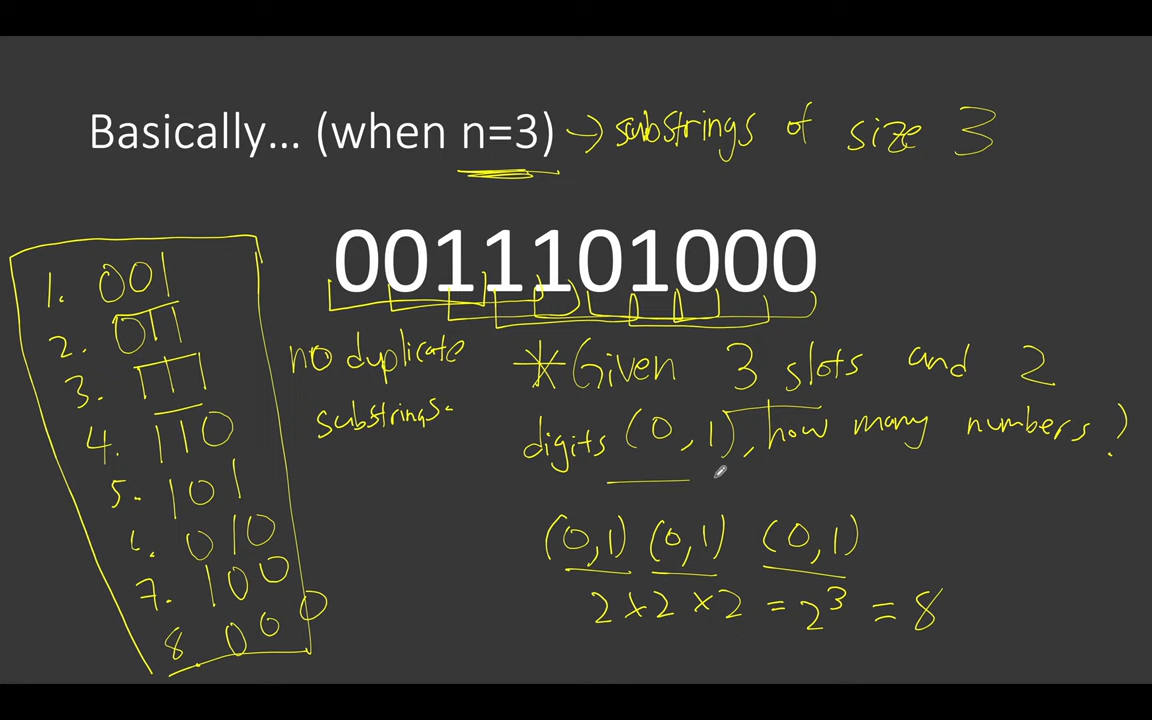 Basically... (when n=3) → substrings of size 3
0011101000
1. 001
2. 011
3. 111
4. 110
5. 101
6. 010
7. 100
8 000
no duplicate
substrings.
*Given 3 slots and 2
digits (0,1), how many numbers?
(0,1) (0,1) (0,1)
2 x 2 x 2 = 2³ = 8